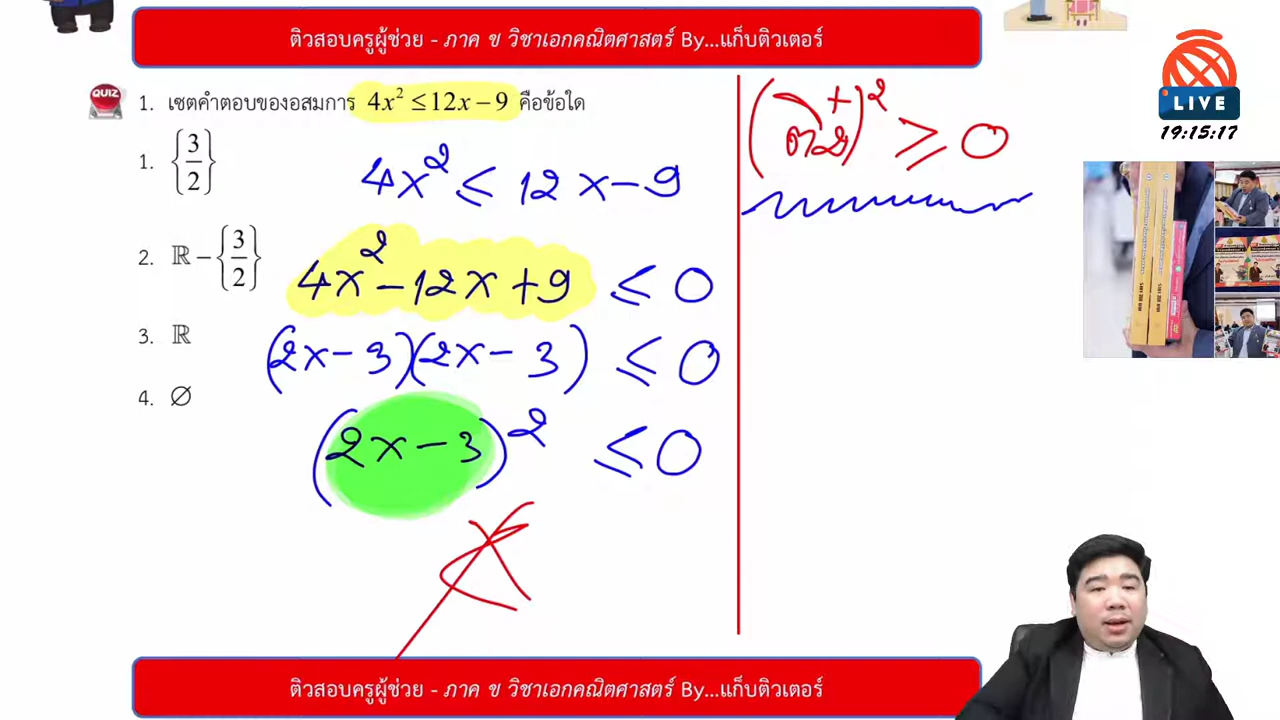 ติวสอบครูผู้ช่วย - ภาค ข วิชาเอกคณิตศาสตร์ By...แก็บติวเตอร์
QUIZ
1. เซตคำตอบของอสมการ 4x² ≤ 12x − 9 คือข้อใด
1. {3/2}
2. ℝ − {3/2}
3. ℝ
4. ∅
4x² ≤ 12x − 9
4x² − 12x + 9 ≤ 0
(2x − 3)(2x − 3) ≤ 0
(2x − 3)² ≤ 0
≥ 0
LIVE
19:15:17
ติวสอบครูผู้ช่วย - ภาค ข วิชาเอกคณิตศาสตร์ By...แก็บติวเตอร์